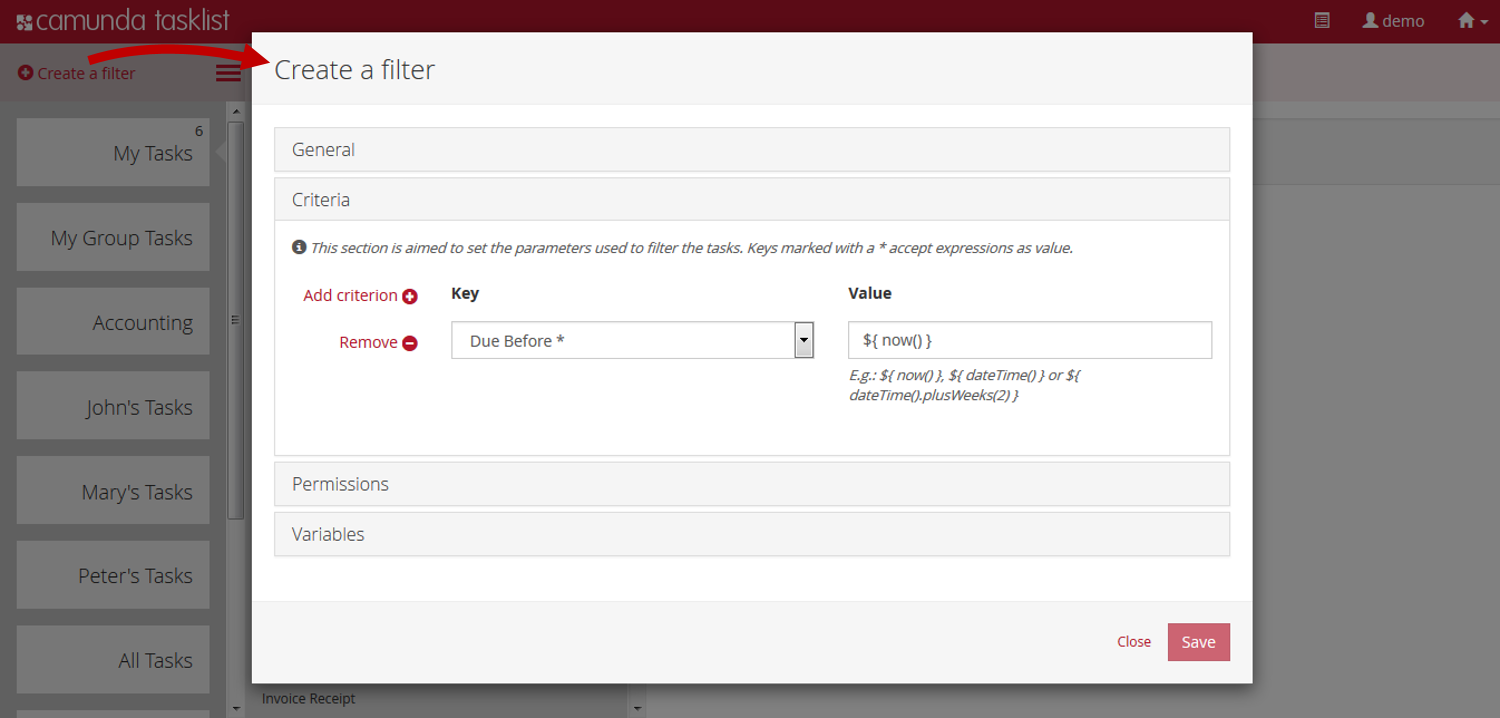 camunda tasklist
demo
Create a filter
6
My Tasks
My Group Tasks
Accounting
John's Tasks
Mary's Tasks
Peter's Tasks
All Tasks
Create a filter
General
Criteria
This section is aimed to set the parameters used to filter the tasks. Keys marked with a * accept expressions as value.
Add criterion
Key
Value
Remove
Due Before *
${ now() }
E.g.: ${ now() }, ${ dateTime() } or ${
dateTime().plusWeeks(2) }
Permissions
Variables
Close
Save
Invoice Receipt